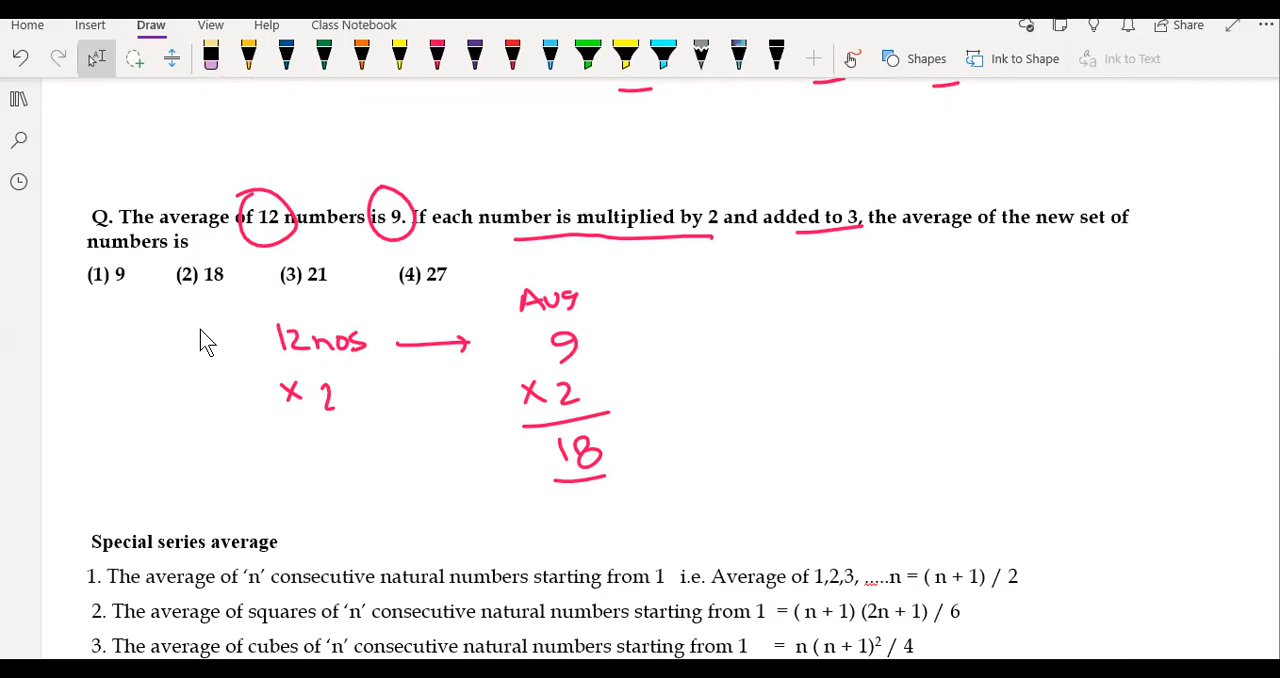 Home Insert Draw View Help Class Notebook Share
Shapes Ink to Shape Ink to Text
Q. The average of 12 numbers is 9. If each number is multiplied by 2 and added to 3, the average of the new set of
numbers is
(1) 9 (2) 18 (3) 21 (4) 27
Avg
12nos → 9
× 2 × 2
18
Special series average
1. The average of ‘n’ consecutive natural numbers starting from 1 i.e. Average of 1,2,3, .....n = ( n + 1) / 2
2. The average of squares of ‘n’ consecutive natural numbers starting from 1 = ( n + 1) (2n + 1) / 6
3. The average of cubes of ‘n’ consecutive natural numbers starting from 1 = n ( n + 1)² / 4